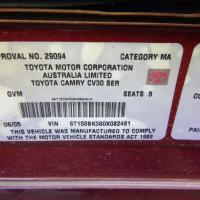 PROVAL NO. 29094 CATEGORY MA
TOYOTA MOTOR CORPORATION
AUSTRALIA LIMITED
TOYOTA CAMRY CV30 SER
GVM SEATS 5
06/05 VIN 6T153BK360X082461
THIS VEHICLE WAS MANUFACTURED TO COMPLY
WITH THE MOTOR VEHICLE STANDARDS ACT 1989